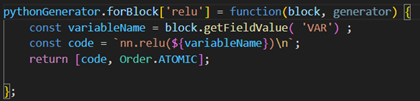 pythonGenerator.forBlock['relu'] = function(block, generator) {
const variableName = block.getFieldValue( 'VAR') ;
const code = `nn.relu(${variableName})\n`;
return [code, Order.ATOMIC];
};